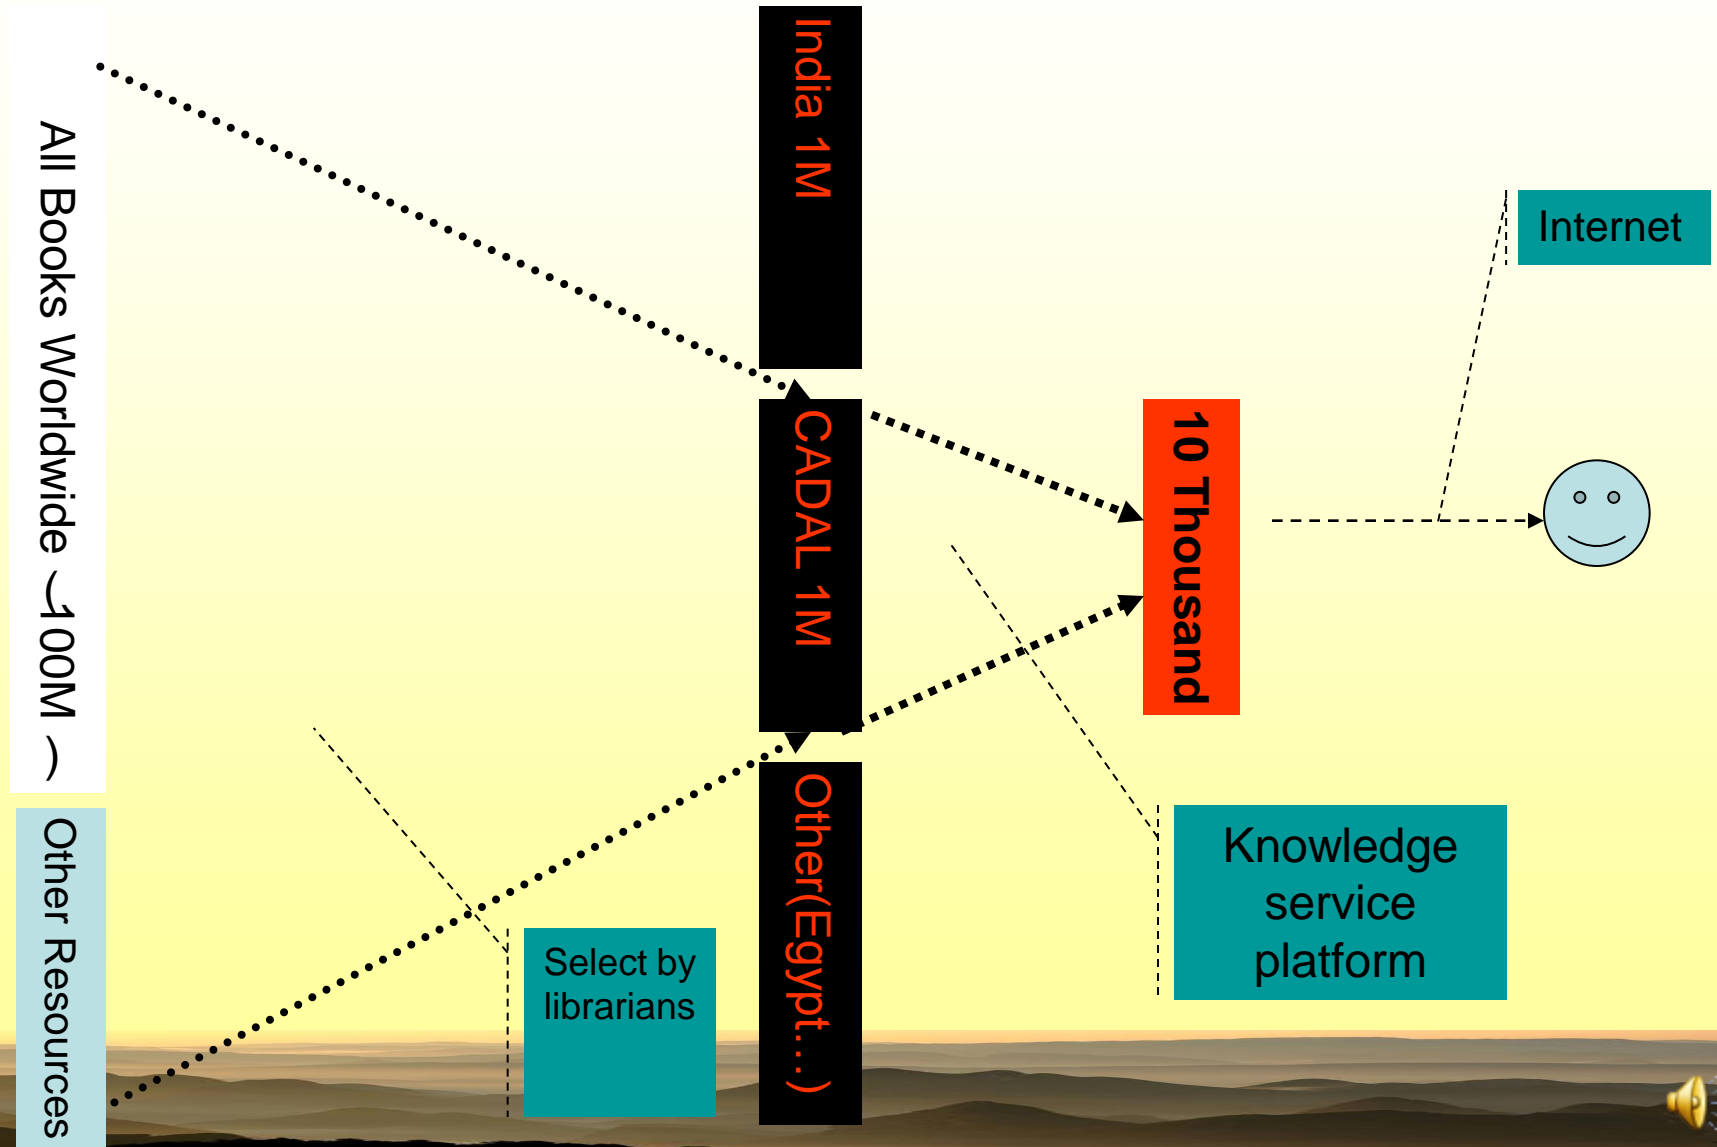 All Books Worldwide (~100M)
Other Resources
India 1M
CADAL 1M
Other(Egypt…)
Select by
librarians
10 Thousand
Knowledge
service
platform
Internet